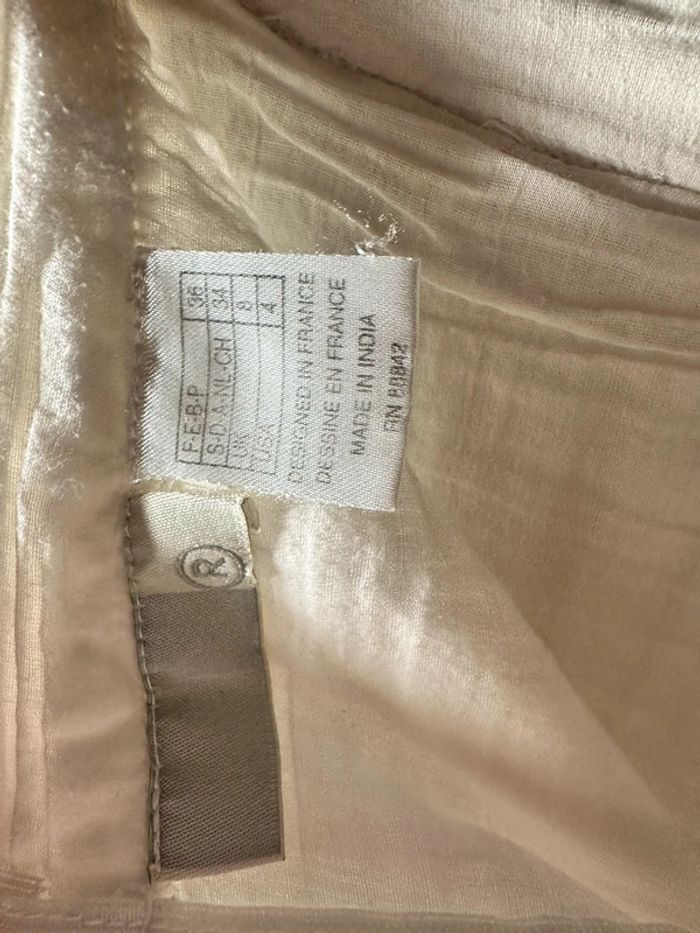 F-E-B-P 36
S-D-A-NL-CH 34
UK 8
USA 4
DESIGNED IN FRANCE
DESSINE EN FRANCE
MADE IN INDIA
RN 88842
®